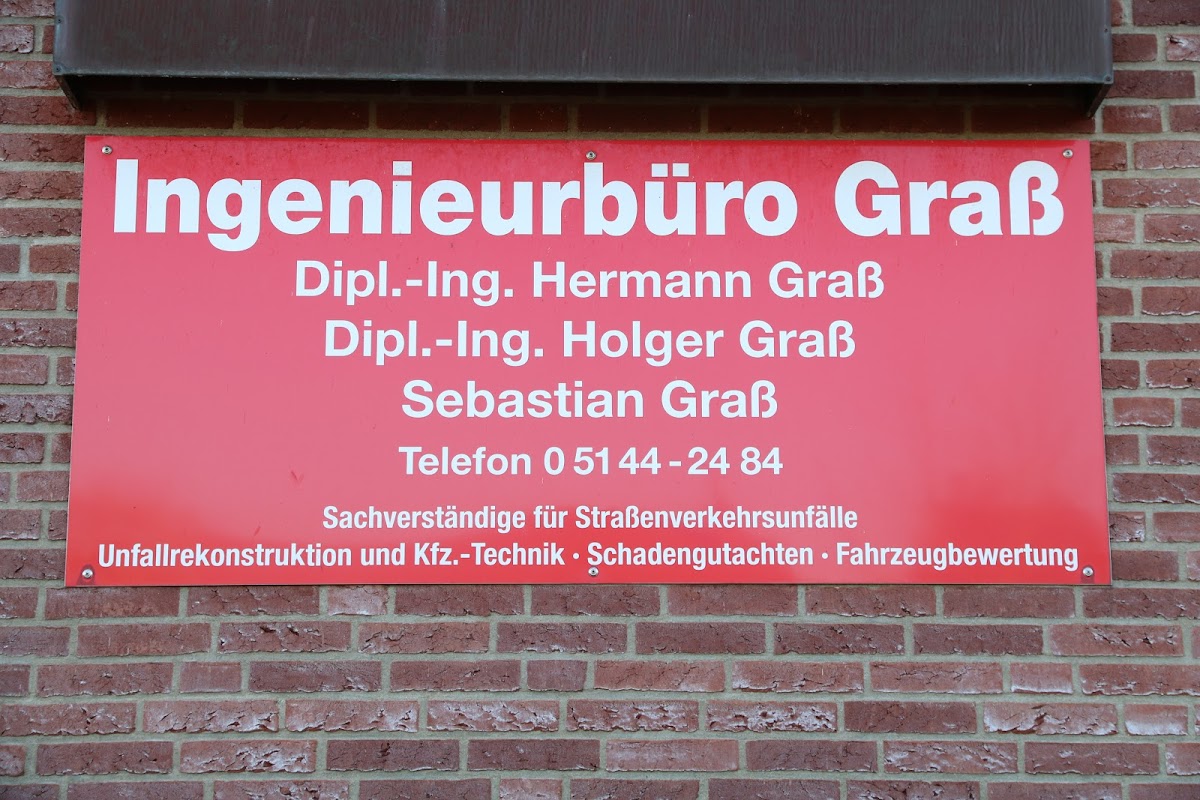 Ingenieurbüro Graß
Dipl.-Ing. Hermann Graß
Dipl.-Ing. Holger Graß
Sebastian Graß
Telefon 0 51 44 - 24 84
Sachverständige für Straßenverkehrsunfälle
Unfallrekonstruktion und Kfz.-Technik · Schadengutachten · Fahrzeugbewertung